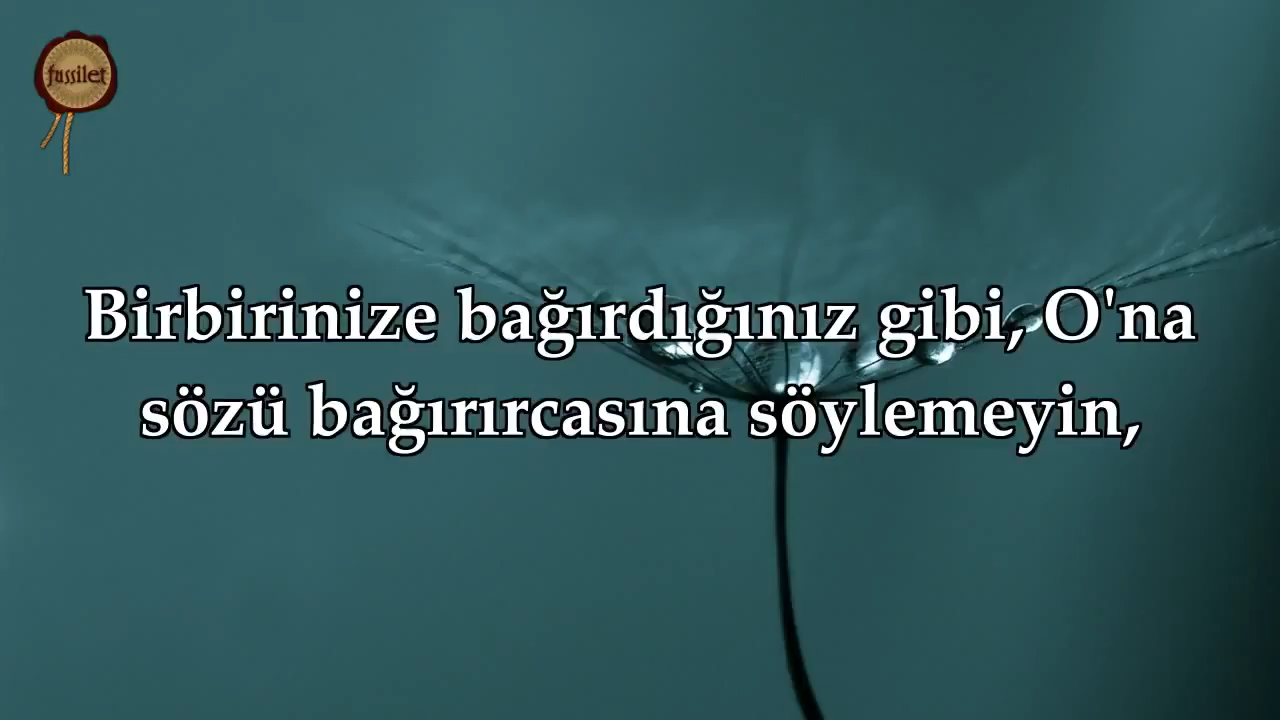 fussilet
Birbirinize bağırdığınız gibi, O'na
sözü bağırırcasına söylemeyin,